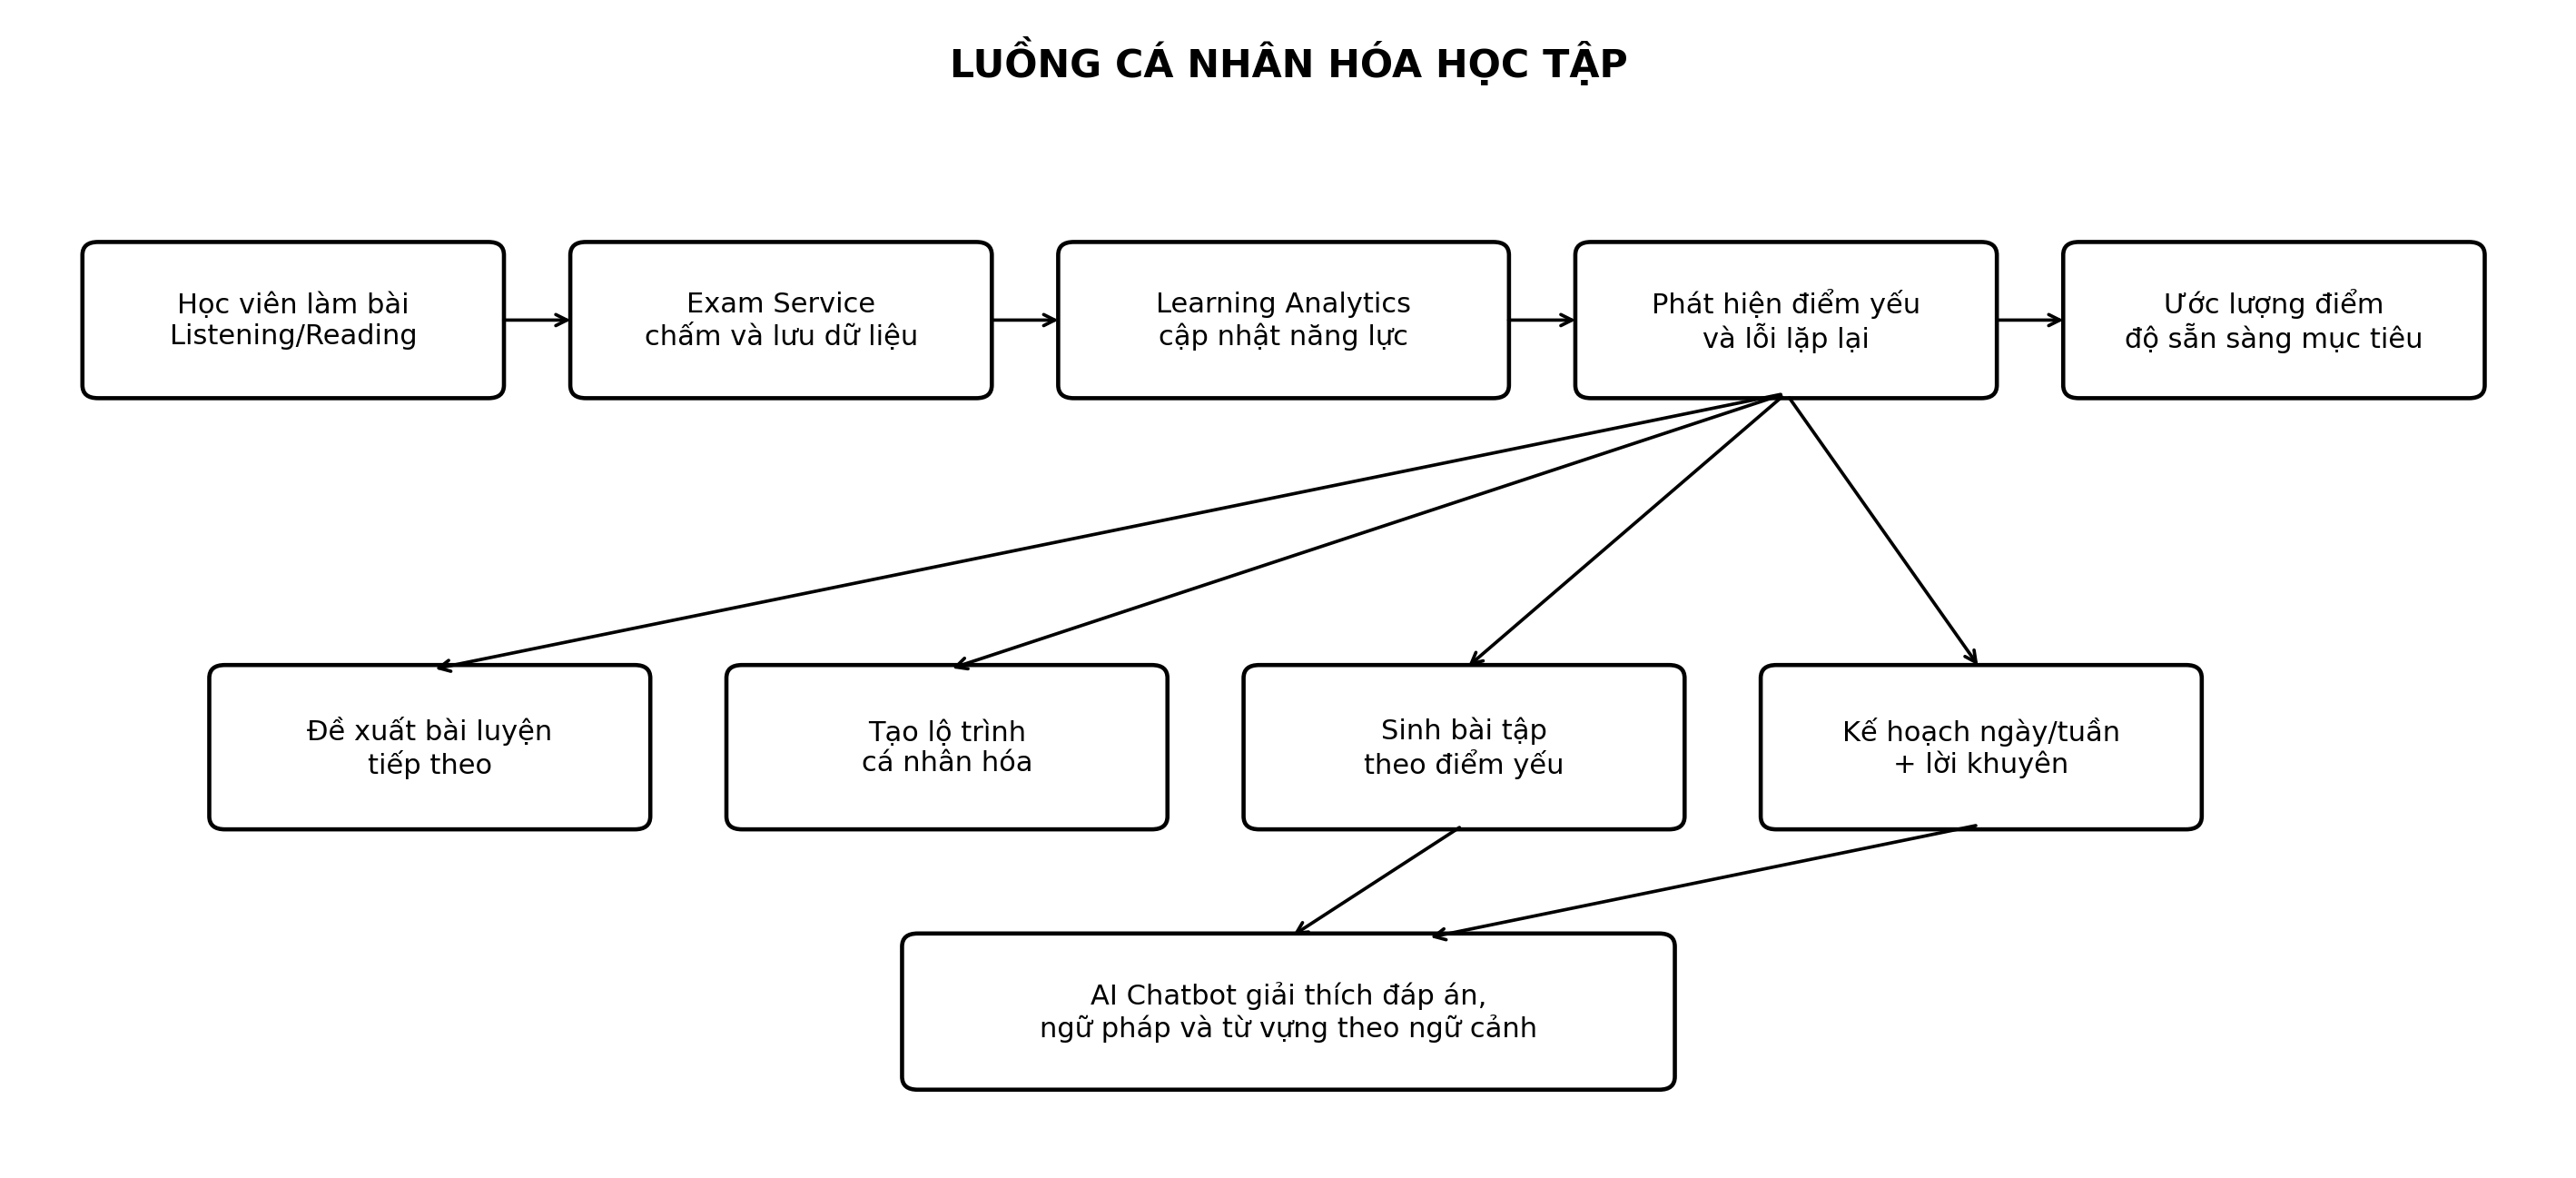 LUỒNG CÁ NHÂN HÓA HỌC TẬP
Học viên làm bài
Listening/Reading
Exam Service
chấm và lưu dữ liệu
Learning Analytics
cập nhật năng lực
Phát hiện điểm yếu
và lỗi lặp lại
Ước lượng điểm
độ sẵn sàng mục tiêu
Đề xuất bài luyện
tiếp theo
Tạo lộ trình
cá nhân hóa
Sinh bài tập
theo điểm yếu
Kế hoạch ngày/tuần
+ lời khuyên
AI Chatbot giải thích đáp án,
ngữ pháp và từ vựng theo ngữ cảnh